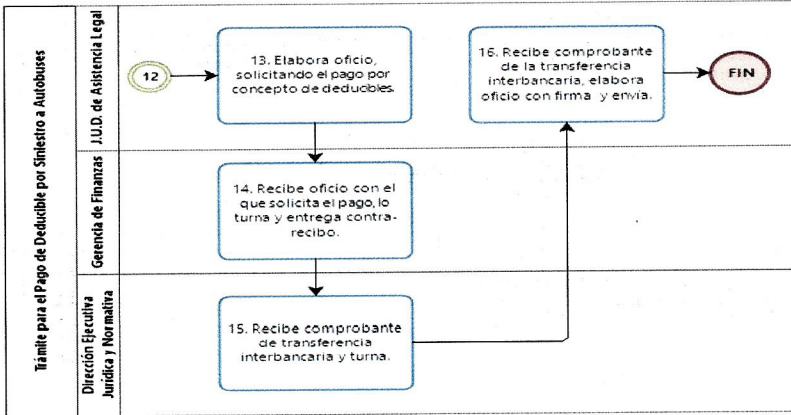 Trámite para el Pago de Deducible por Siniestro a Autobuses
J.U.D. de Asistencia Legal
12
13. Elabora oficio,
solicitando el pago por
concepto de deducibles.
16. Recibe comprobante
de la transferencia
interbancaria, elabora
oficio con firma y envía.
FIN
Gerencia de Finanzas
14. Recibe oficio con el
que solicita el pago, lo
turna y entrega contra-
recibo.
Dirección Ejecutiva
Jurídica y Normativa
15. Recibe comprobante
de transferencia
interbancaria y turna.